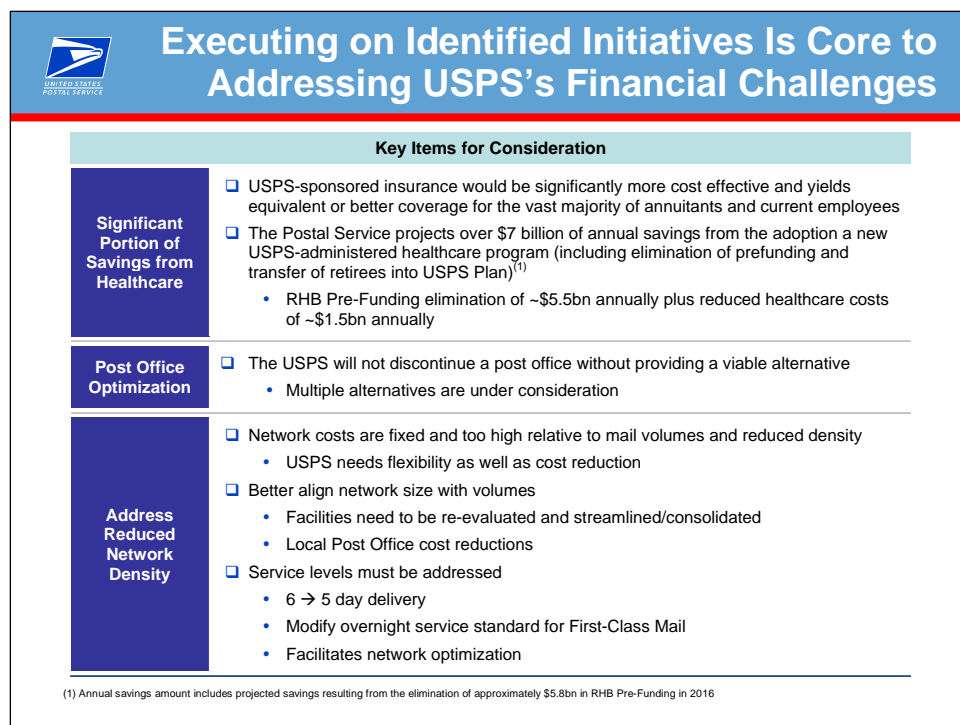 Executing on Identified Initiatives Is Core to
Addressing USPS's Financial Challenges
UNITED STATES
POSTAL SERVICE
Key Items for Consideration
Significant
Portion of
Savings from
Healthcare
❑ USPS-sponsored insurance would be significantly more cost effective and yields
equivalent or better coverage for the vast majority of annuitants and current employees
❑ The Postal Service projects over $7 billion of annual savings from the adoption a new
USPS-administered healthcare program (including elimination of prefunding and
transfer of retirees into USPS Plan)(1)
• RHB Pre-Funding elimination of ~$5.5bn annually plus reduced healthcare costs
of ~$1.5bn annually
Post Office
Optimization
❑ The USPS will not discontinue a post office without providing a viable alternative
• Multiple alternatives are under consideration
Address
Reduced
Network
Density
❑ Network costs are fixed and too high relative to mail volumes and reduced density
• USPS needs flexibility as well as cost reduction
❑ Better align network size with volumes
• Facilities need to be re-evaluated and streamlined/consolidated
• Local Post Office cost reductions
❑ Service levels must be addressed
• 6 → 5 day delivery
• Modify overnight service standard for First-Class Mail
• Facilitates network optimization
(1) Annual savings amount includes projected savings resulting from the elimination of approximately $5.8bn in RHB Pre-Funding in 2016